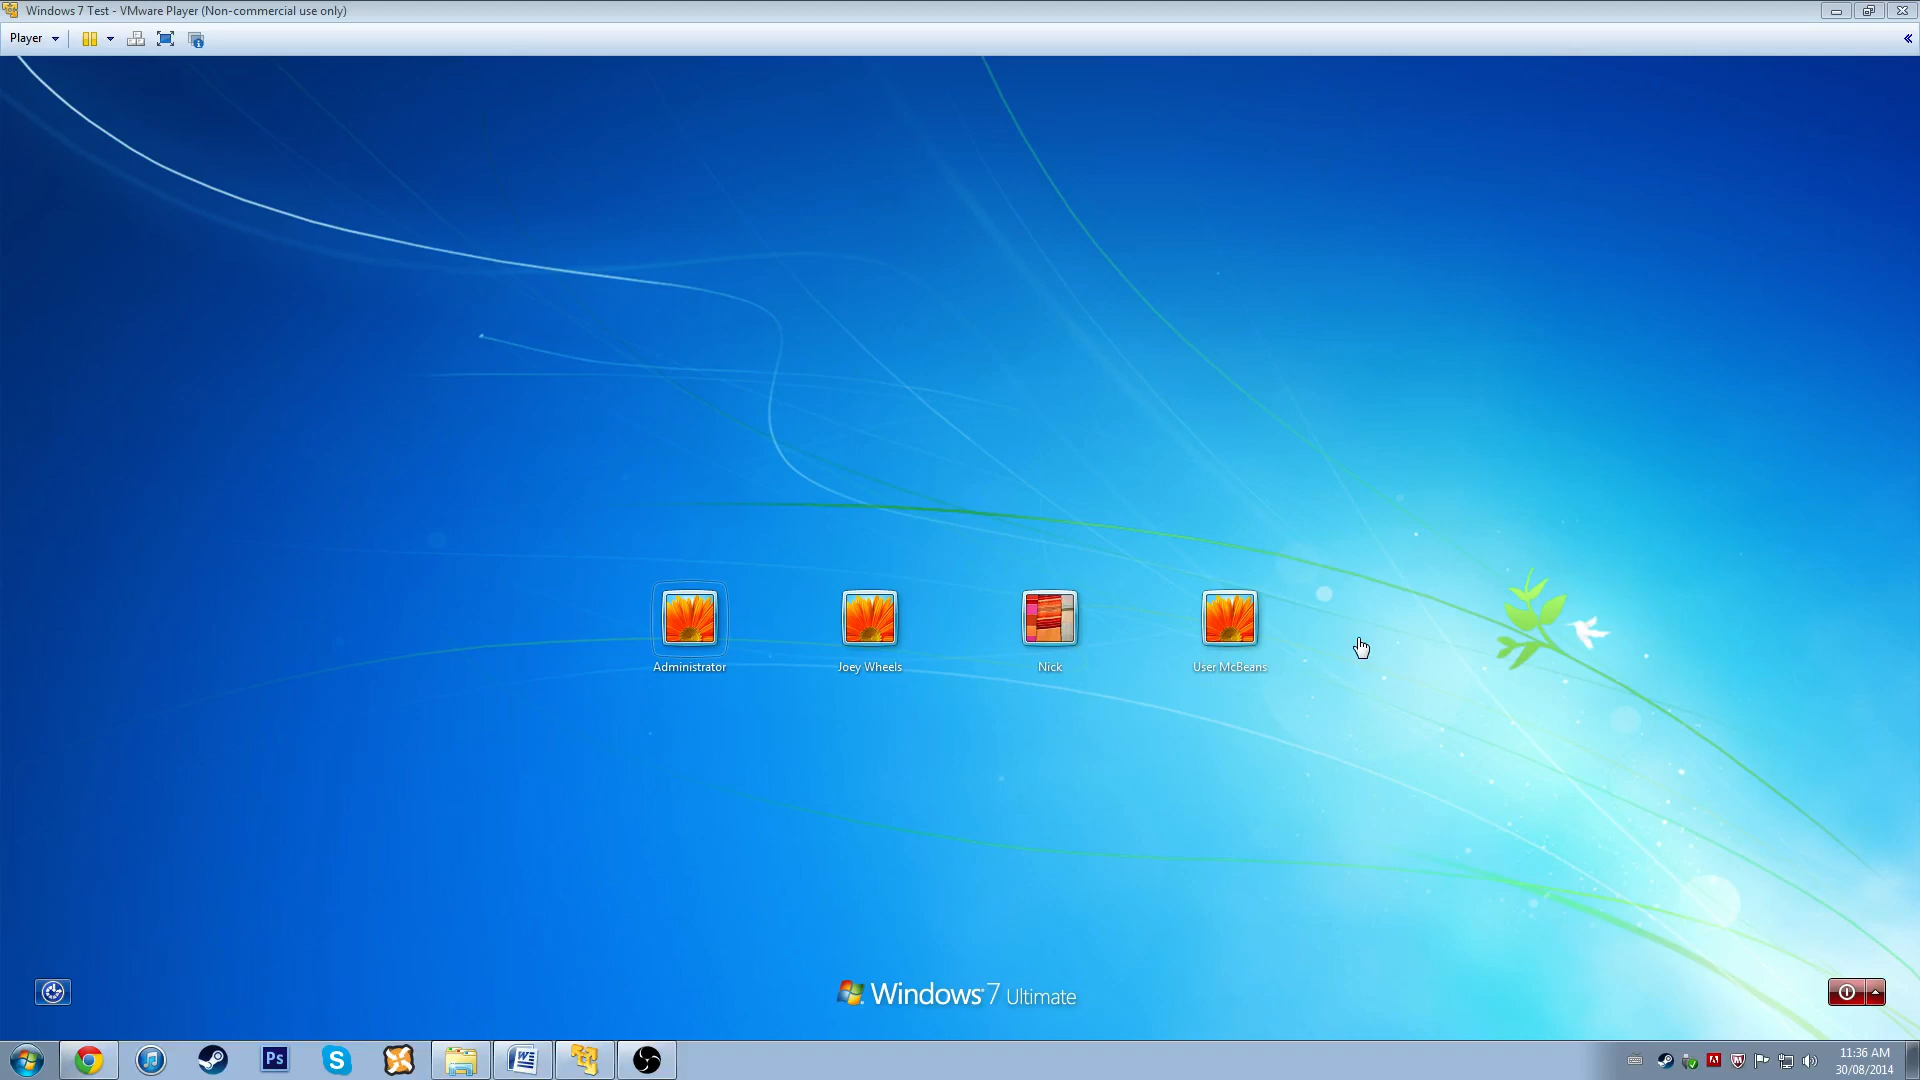 Windows 7 Test - VMware Player (Non-commercial use only)
Player
Administrator
Joey Wheels
Nick
User McBeans
Windows 7 Ultimate
Ps
S
W
11:36 AM
30/08/2014